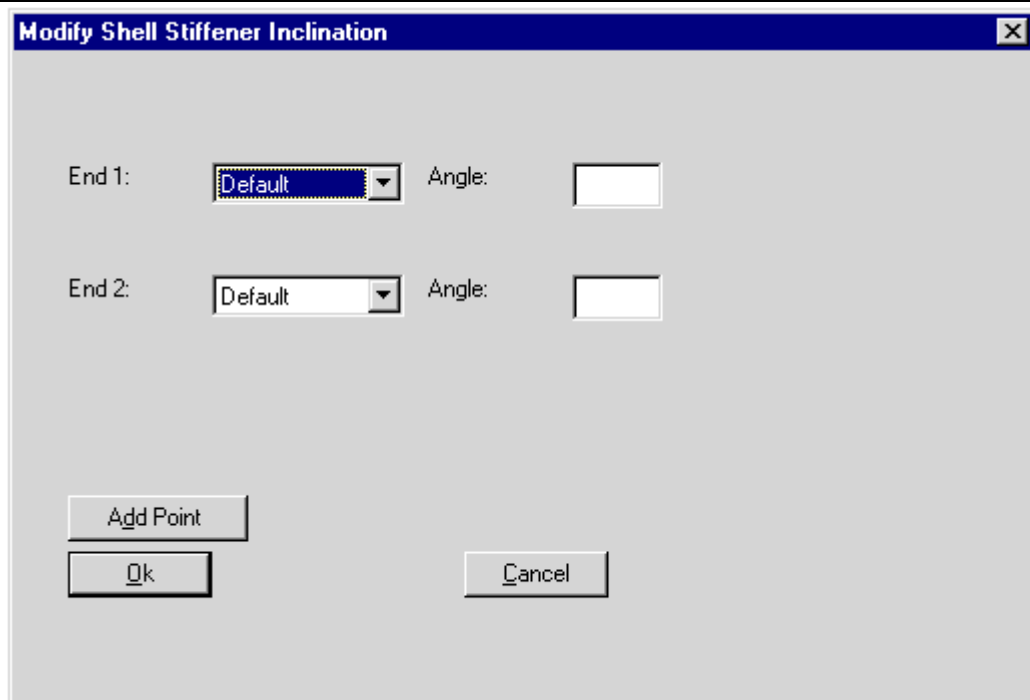 Modify Shell Stiffener Inclination
End 1: Default Angle:
End 2: Default Angle:
Add Point
Ok Cancel